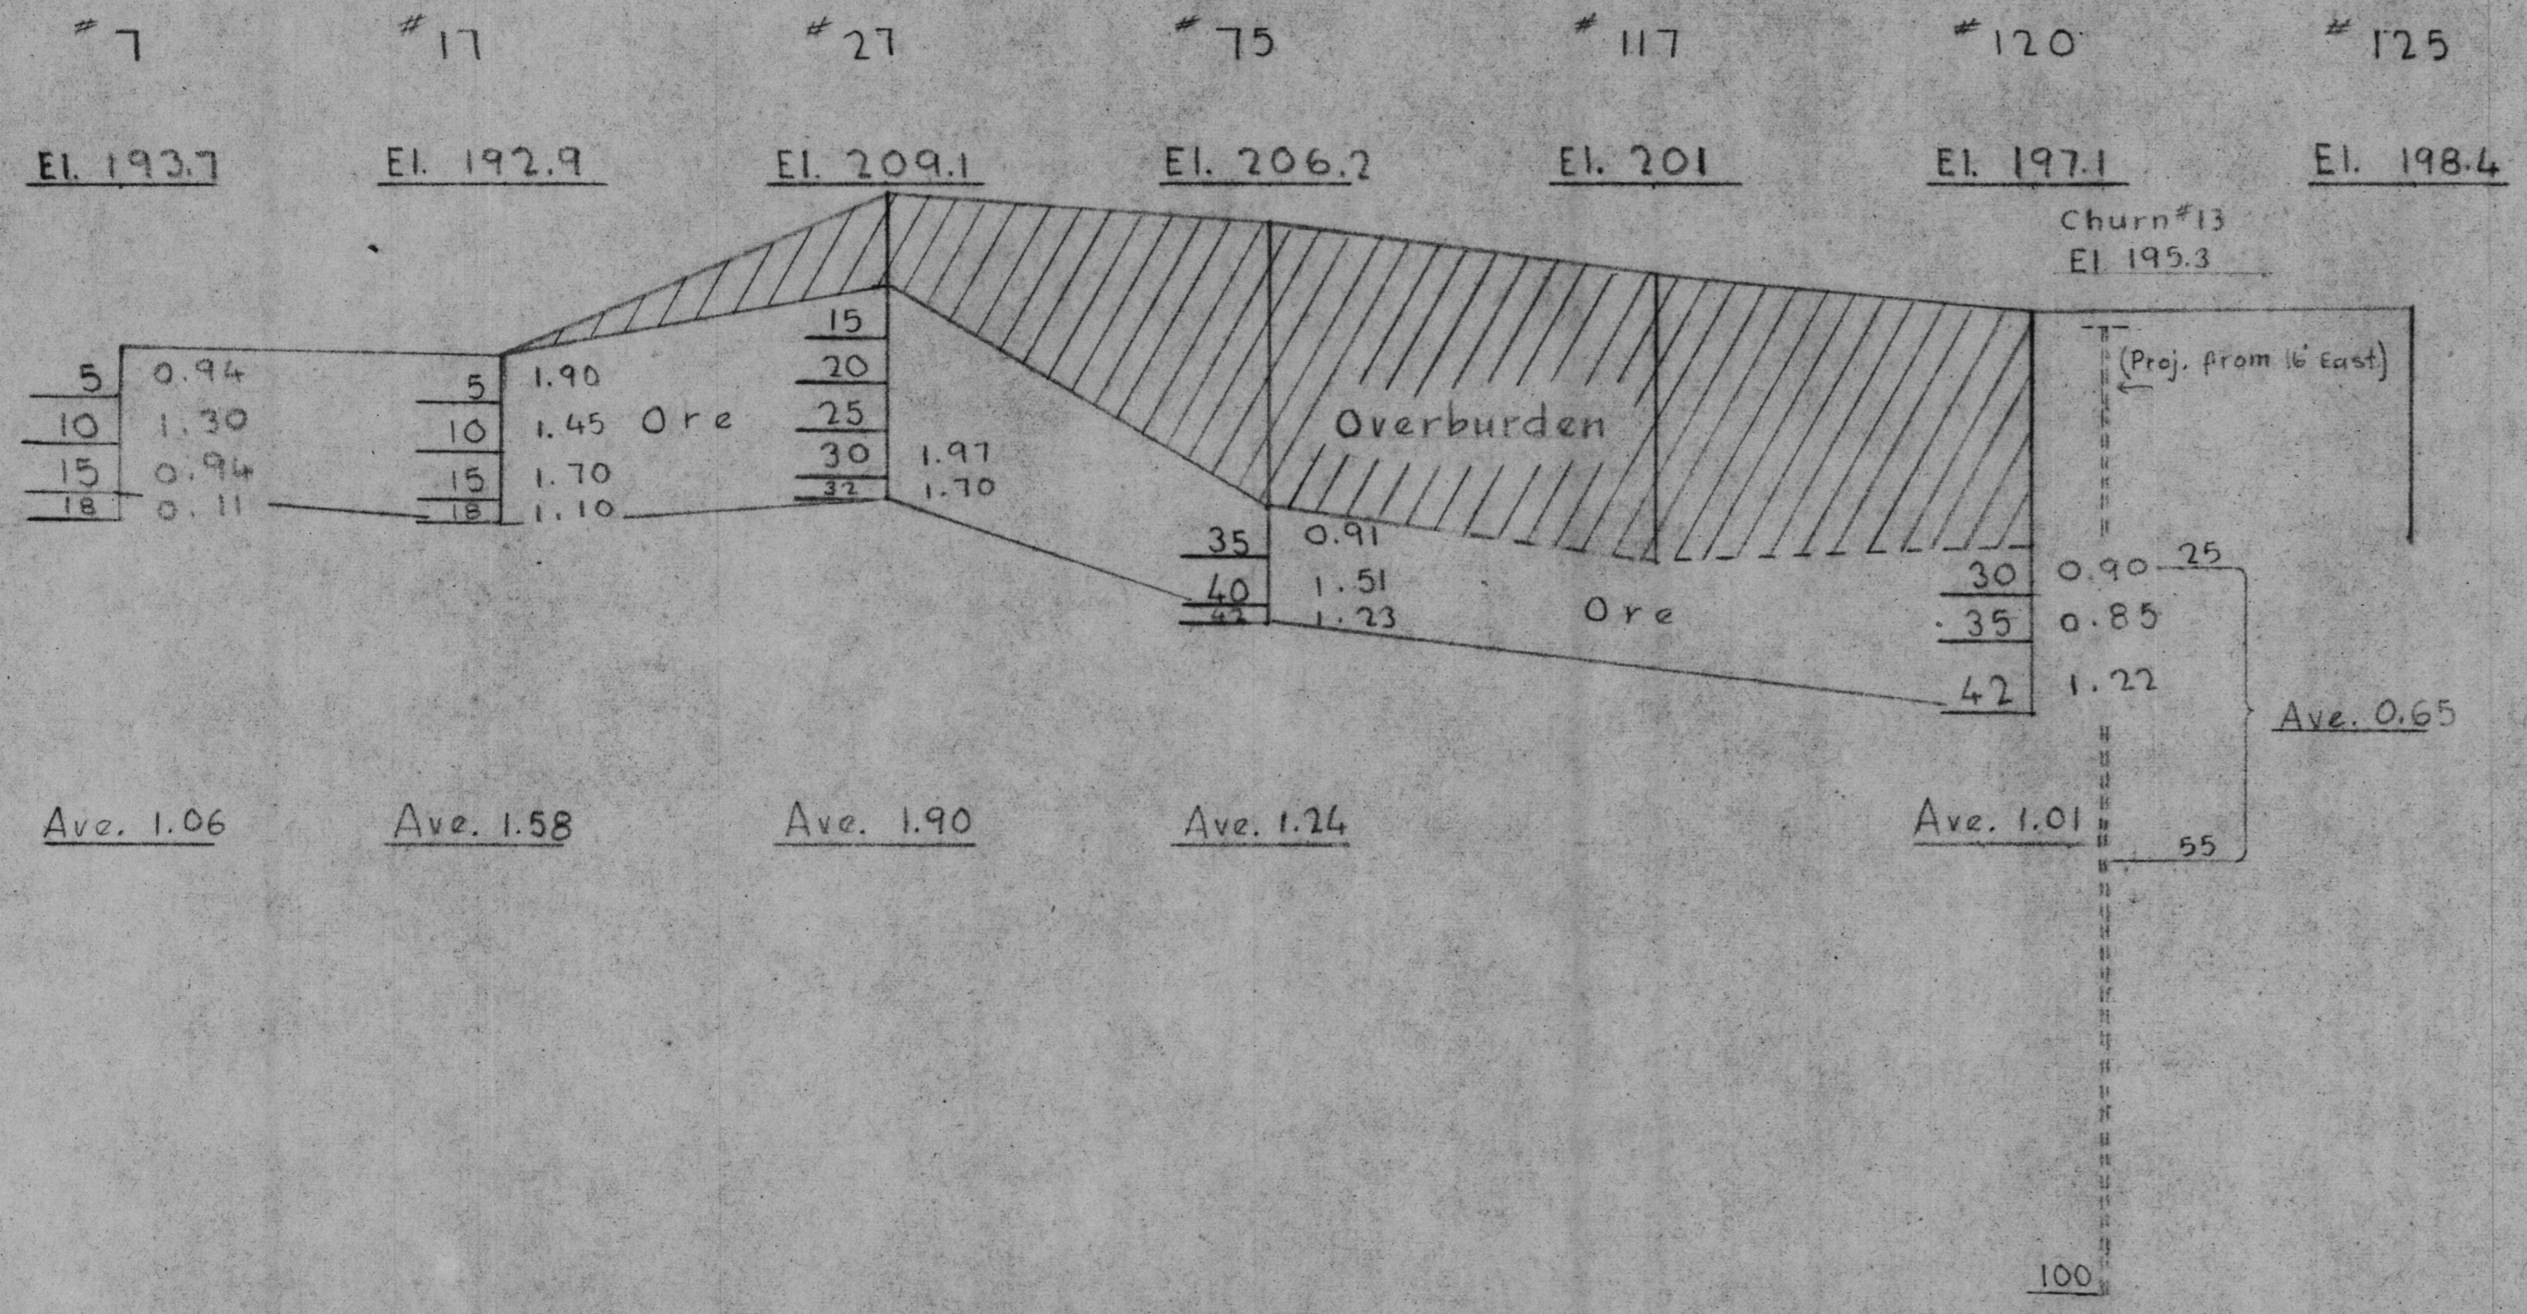 # 7 # 17 # 27 # 75 # 117 # 120 # 125
El. 193.7 El. 192.9 El. 209.1 El. 206.2 El. 201 El. 197.1 El. 198.4
Churn #13
El 195.3
(Proj. from 16' East)
5 0.94
10 1.30
15 0.94
18 0.11
5 1.90
10 1.45
15 1.70
18 1.10
Ore
15
20
25
30 1.97
32 1.70
Overburden
35 0.91
40 1.51
42 1.23
Ore
30 0.90
35 0.85
42 1.22
25
55
Ave. 0.65
Ave. 1.06 Ave. 1.58 Ave. 1.90 Ave. 1.24 Ave. 1.01
100